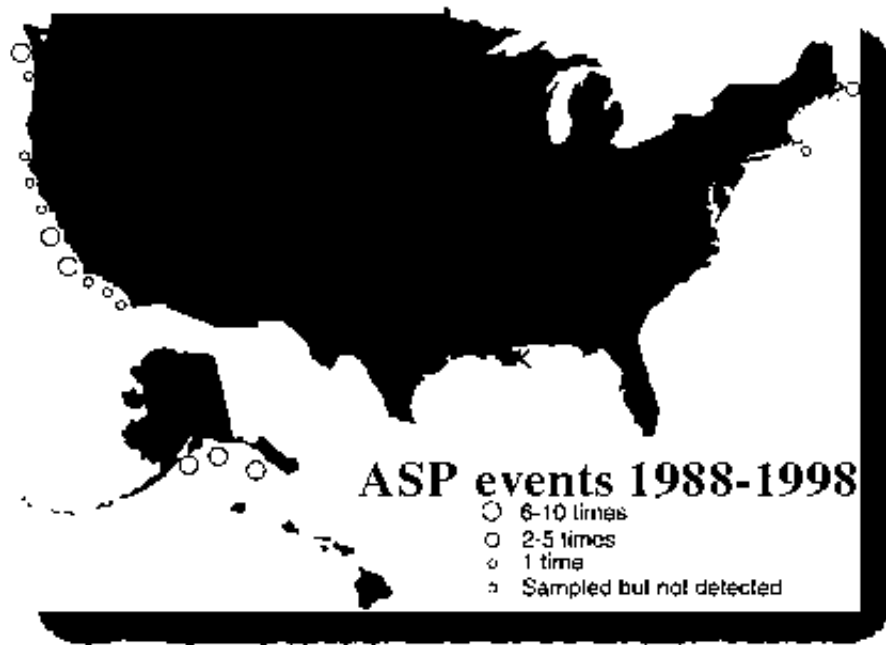 ASP events 1988-1998
6-10 times
2-5 times
1 time
Sampled but not detected